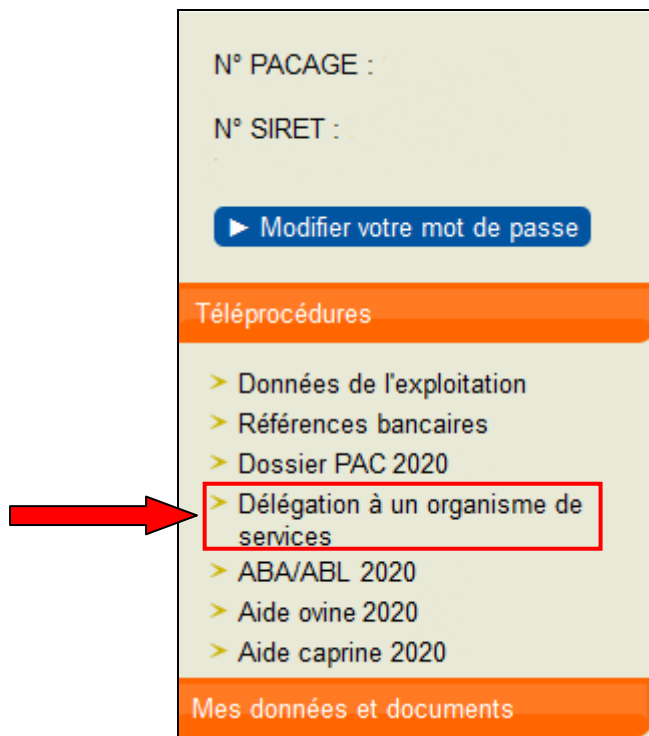 N° PACAGE :
N° SIRET :
► Modifier votre mot de passe
Téléprocédures
➤ Données de l'exploitation
➤ Références bancaires
➤ Dossier PAC 2020
➤ Délégation à un organisme de
services
➤ ABA/ABL 2020
➤ Aide ovine 2020
➤ Aide caprine 2020
Mes données et documents